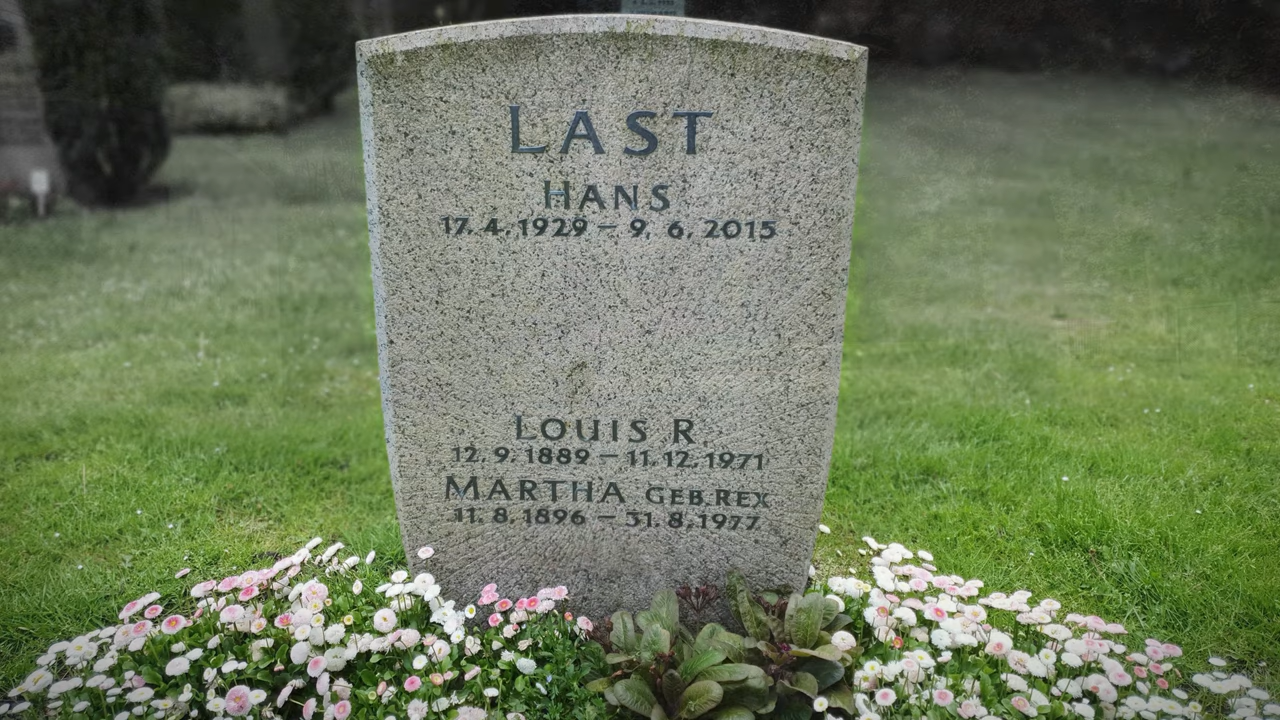 LAST
HANS
17. 4. 1929 – 9. 6. 2015
LOUIS R.
12. 9. 1889 – 11. 12. 1971
MARTHA GEB. REX
11. 8. 1896 – 31. 8. 1977